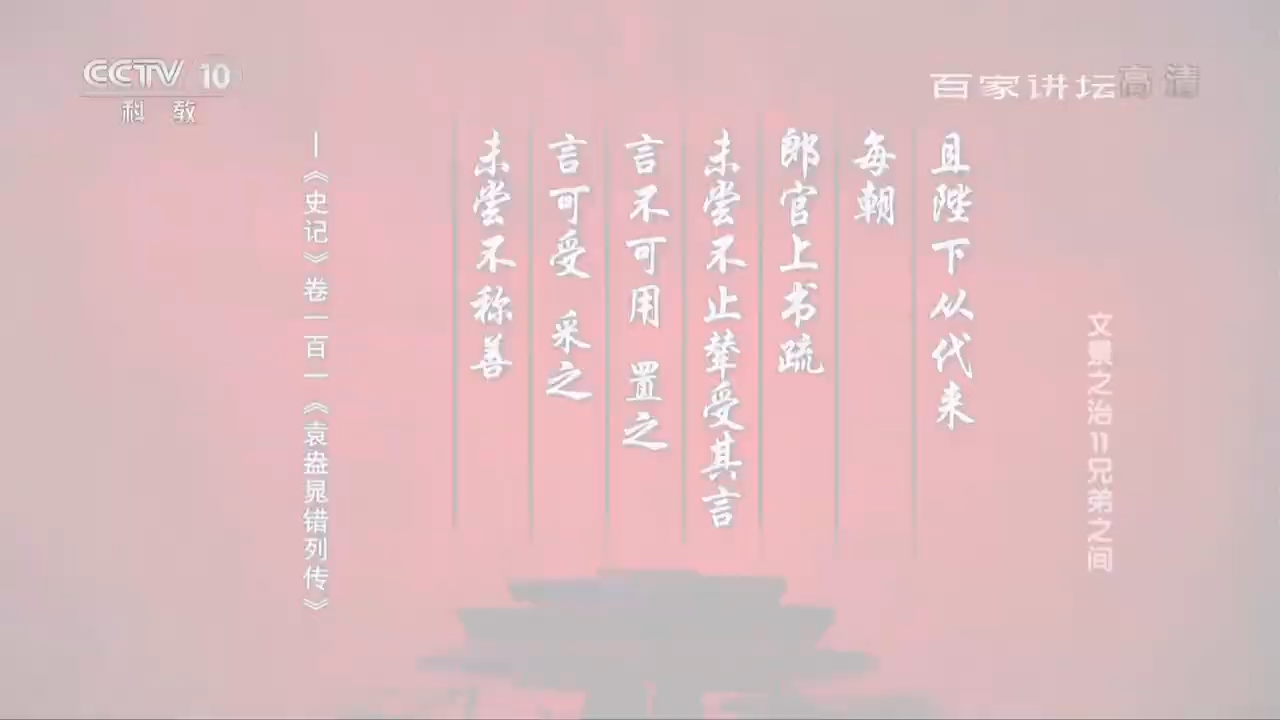 CCTV 10
科教
百家讲坛高清
且陛下从代来
每朝
郎官上书疏
未尝不止辇受其言
言不可用 置之
言可受 采之
未尝不称善
—《史记》卷一百一《袁盎晁错列传》
文景之治11兄弟之间